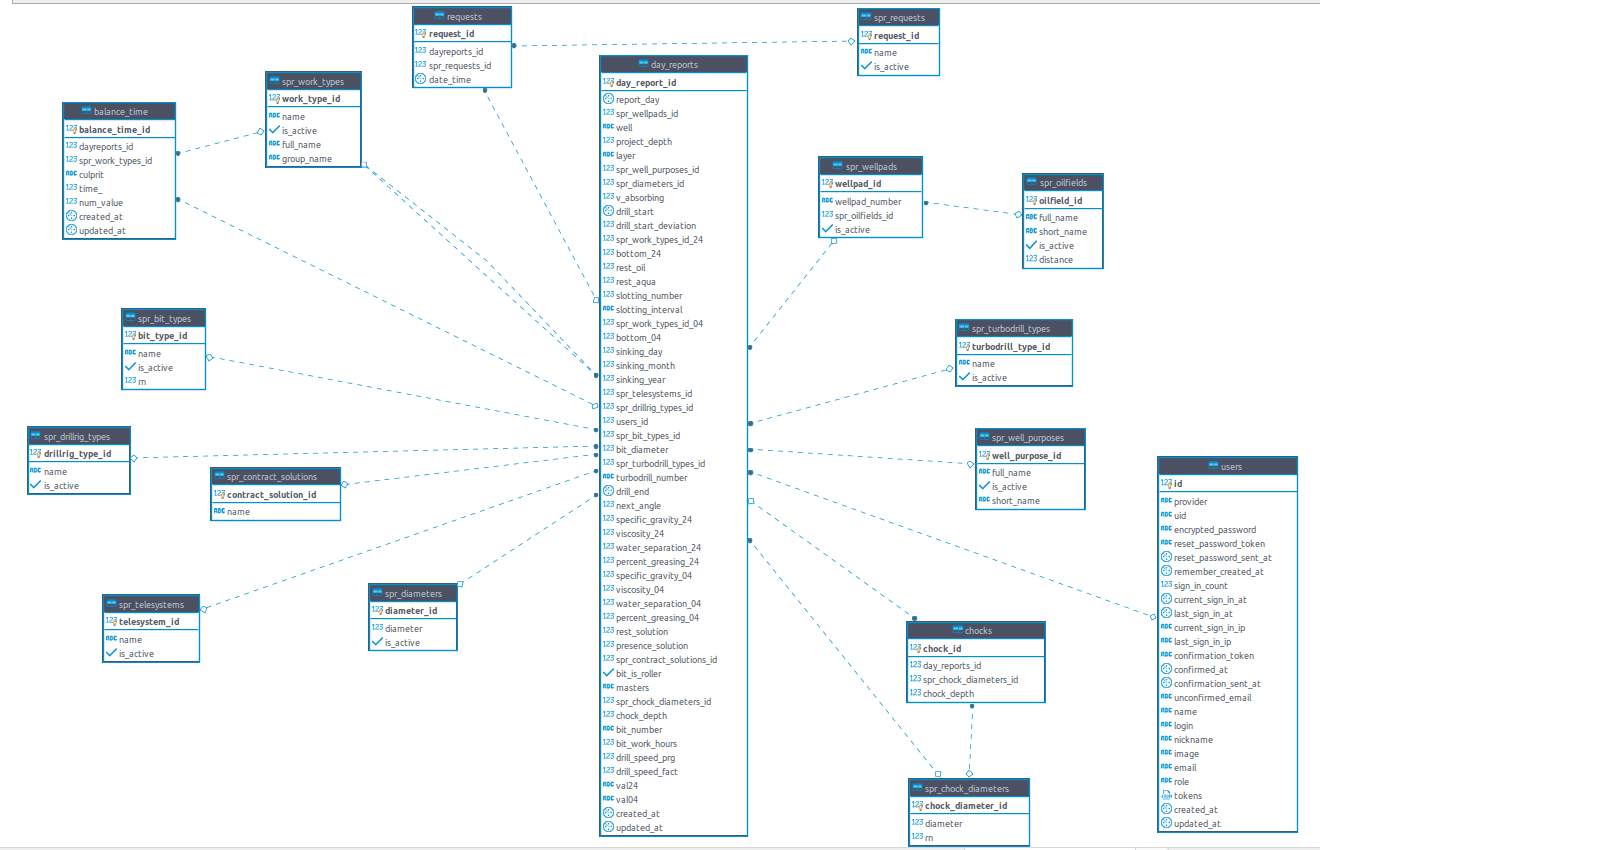 requests
request_id
dayreports_id
spr_requests_id
date_time
spr_requests
request_id
name
is_active
spr_work_types
work_type_id
name
is_active
full_name
group_name
balance_time
balance_time_id
dayreports_id
spr_work_types_id
culprit
time_
num_value
created_at
updated_at
day_reports
day_report_id
report_day
spr_wellpads_id
well
project_depth
layer
spr_well_purposes_id
spr_diameters_id
v_absorbing
drill_start
drill_start_deviation
spr_work_types_id_24
bottom_24
rest_oil
rest_aqua
slotting_number
slotting_interval
spr_work_types_id_04
bottom_04
sinking_day
sinking_month
sinking_year
spr_telesystems_id
spr_drillrig_types_id
users_id
spr_bit_types_id
bit_diameter
spr_turbodrill_types_id
turbodrill_number
drill_end
next_angle
specific_gravity_24
viscosity_24
water_separation_24
percent_greasing_24
specific_gravity_04
viscosity_04
water_separation_04
percent_greasing_04
rest_solution
presence_solution
spr_contract_solutions_id
bit_is_roller
masters
spr_chock_diameters_id
chock_depth
bit_number
bit_work_hours
drill_speed_prg
drill_speed_fact
val24
val04
created_at
updated_at
spr_wellpads
wellpad_id
wellpad_number
spr_oilfields_id
is_active
spr_oilfields
oilfield_id
full_name
short_name
is_active
distance
spr_bit_types
bit_type_id
name
is_active
rn
spr_turbodrill_types
turbodrill_type_id
name
is_active
spr_drillrig_types
drillrig_type_id
name
is_active
spr_contract_solutions
contract_solution_id
name
spr_well_purposes
well_purpose_id
full_name
is_active
short_name
users
id
provider
uid
encrypted_password
reset_password_token
reset_password_sent_at
remember_created_at
sign_in_count
current_sign_in_at
last_sign_in_at
current_sign_in_ip
last_sign_in_ip
confirmation_token
confirmed_at
confirmation_sent_at
unconfirmed_email
name
login
nickname
image
email
role
tokens
created_at
updated_at
spr_telesystems
telesystem_id
name
is_active
spr_diameters
diameter_id
diameter
is_active
chocks
chock_id
day_reports_id
spr_chock_diameters_id
chock_depth
spr_chock_diameters
chock_diameter_id
diameter
rn